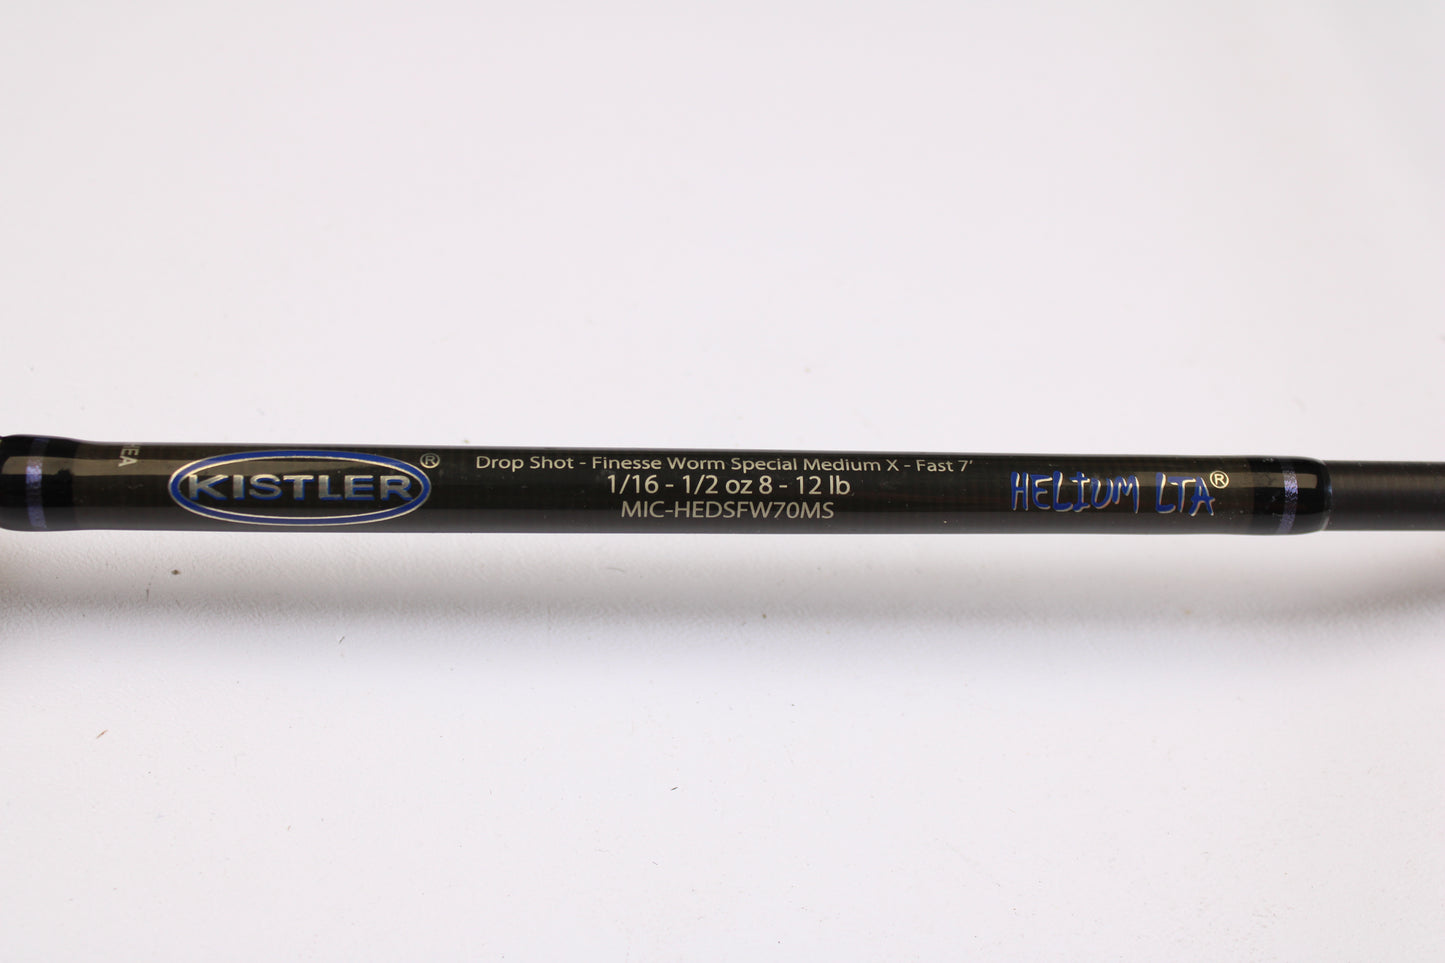 KISTLER®
Drop Shot - Finesse Worm Special Medium X - Fast 7'
1/16 - 1/2 oz 8 - 12 lb
MIC-HEDSFW70MS
HELIUM LTA®